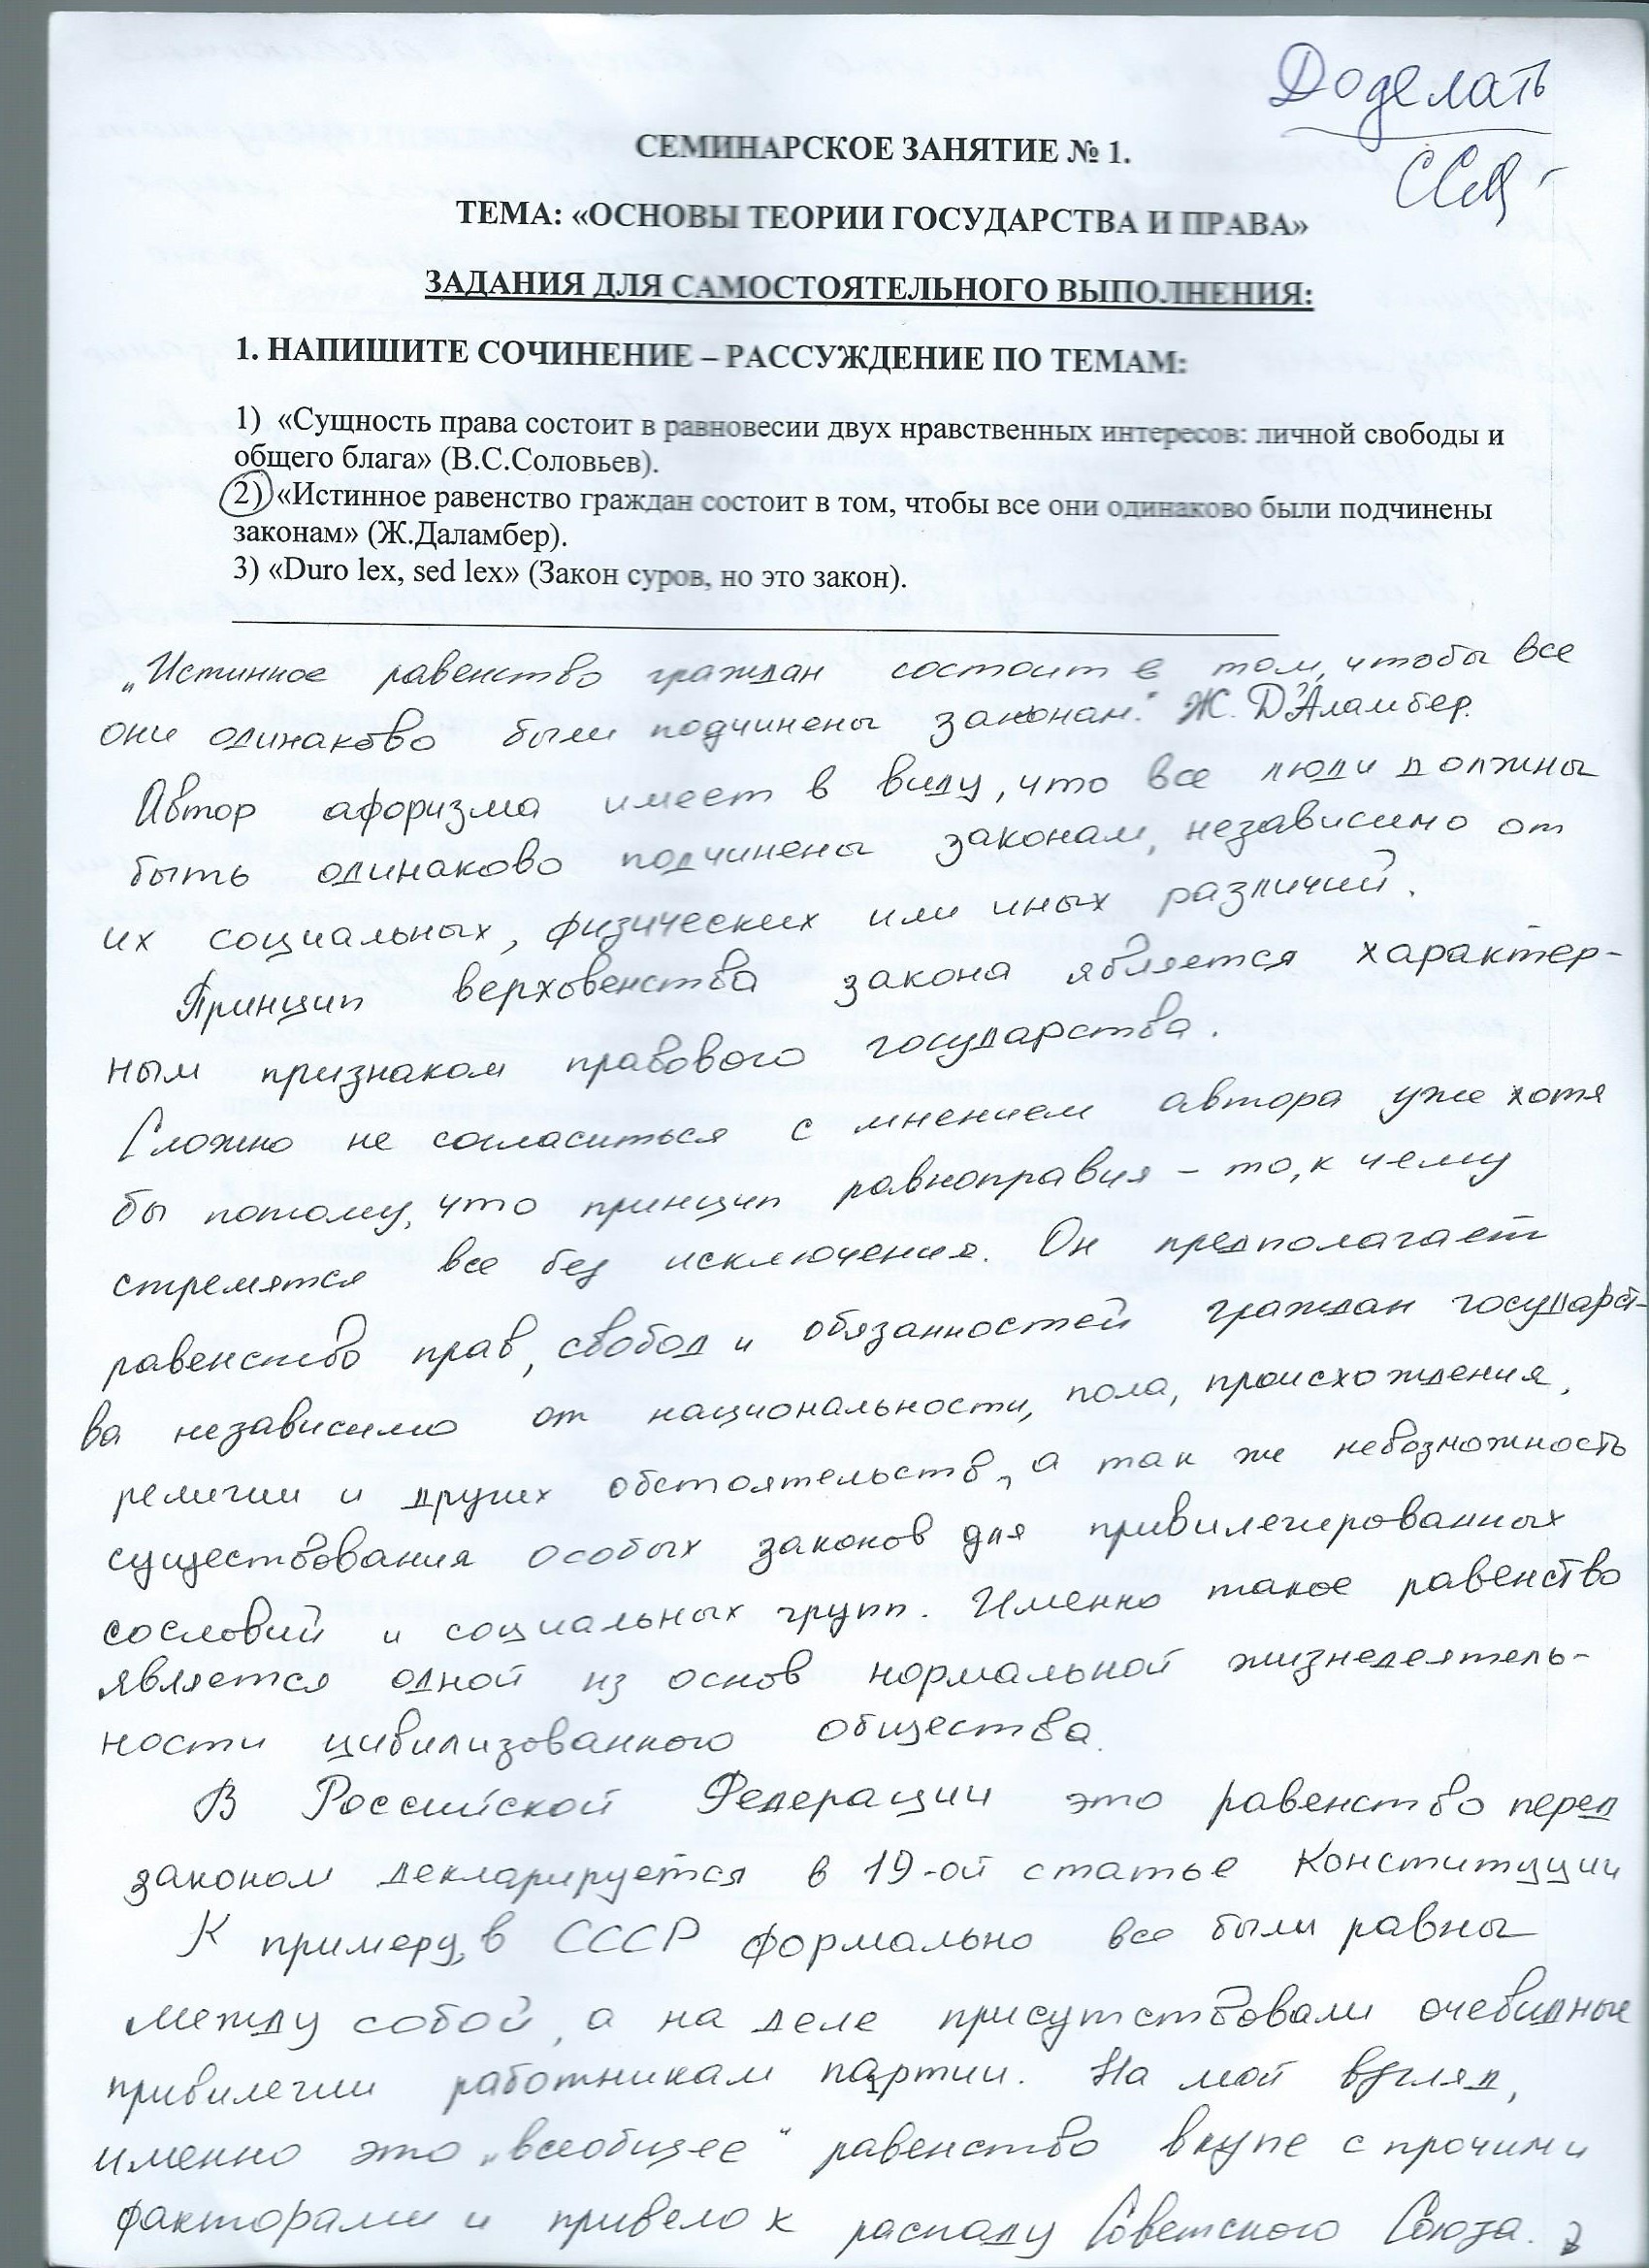 Доделать
СЕМИНАРСКОЕ ЗАНЯТИЕ № 1.
ТЕМА: «ОСНОВЫ ТЕОРИИ ГОСУДАРСТВА И ПРАВА»
ЗАДАНИЯ ДЛЯ САМОСТОЯТЕЛЬНОГО ВЫПОЛНЕНИЯ:
1. НАПИШИТЕ СОЧИНЕНИЕ – РАССУЖДЕНИЕ ПО ТЕМАМ:
1) «Сущность права состоит в равновесии двух нравственных интересов: личной свободы и
общего блага» (В.С.Соловьев).
2) «Истинное равенство граждан состоит в том, чтобы все они одинаково были подчинены
законам» (Ж.Даламбер).
3) «Duro lex, sed lex» (Закон суров, но это закон).
„Истинное равенство граждан состоит в том, чтобы все
они одинаково были подчинены законам." Ж. Д'Аламбер.
Автор афоризма имеет в виду, что все люди должны
быть одинаково подчинены законам, независимо от
их социальных, физических или иных различий.
Принцип верховенства закона является характер-
ным признаком правового государства.
Сложно не согласиться с мнением автора уже хотя
бы потому, что принцип равноправия – то, к чему
стремятся все без исключения. Он предполагает
равенство прав, свобод и обязанностей граждан государст-
ва независимо от национальности, пола, происхождения,
религии и других обстоятельств, а так же невозможность
существования особых законов для привилегированных
сословий и социальных групп. Именно такое равенство
является одной из основ нормальной жизнедеятель-
ности цивилизованного общества.
В Российской Федерации это равенство перед
законом декларируется в 19-ой статье Конституции
К примеру, в СССР формально все были равны
между собой, а на деле присутствовали очевидные
привилегии работникам партии. На мой взгляд,
именно это „всеобщее" равенство вкупе с прочими
факторами и привело к распаду Советского Союза.
1